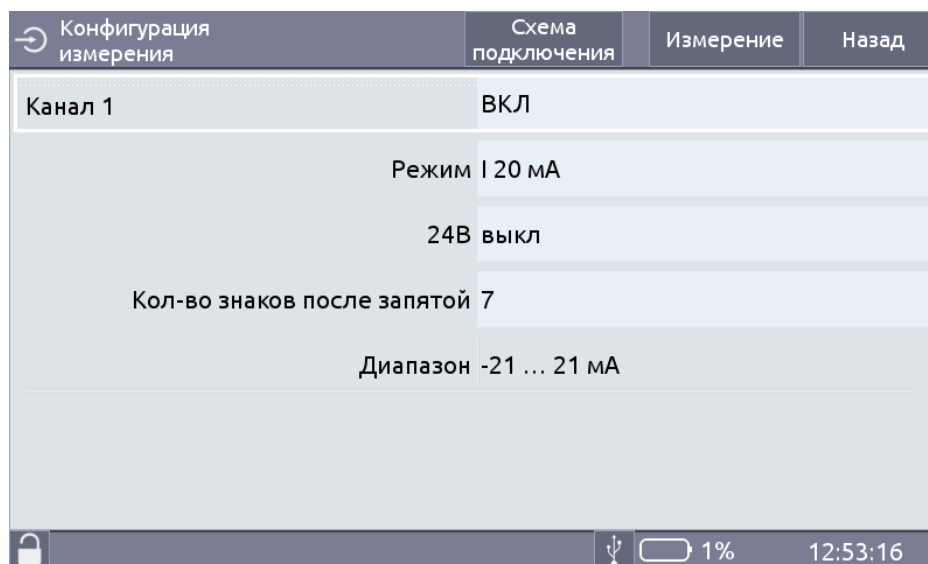 Конфигурация
измерения
Схема
подключения
Измерение
Назад
Канал 1 ВКЛ
Режим I 20 мА
24В выкл
Кол-во знаков после запятой 7
Диапазон -21 ... 21 мА
1% 12:53:16